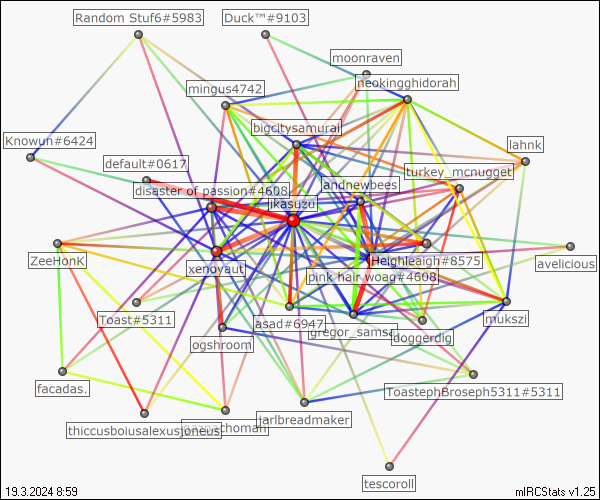 Random Stuf6#5983
Duck™#9103
moonraven
neokingghidorah
mingus4742
bigcitysamurai
Knowun#6424
lahnk
default#0617
turkey_mcnugget
disaster of passion#4608
andnewbees
jkasuzu
ZeeHonK
Heighleaigh#8575
avelicious
xenoyaut
pink hair woag#4608
Toast#5311
asad#6947
gregor_samsa
mukszi
doggerdig
ogshroom
facadas.
ToastephBroseph5311#5311
jarlbreadmaker
thiccusboiusalexusjoneus
choman
tescoroll
19.3.2024 8:59
mIRCStats v1.25